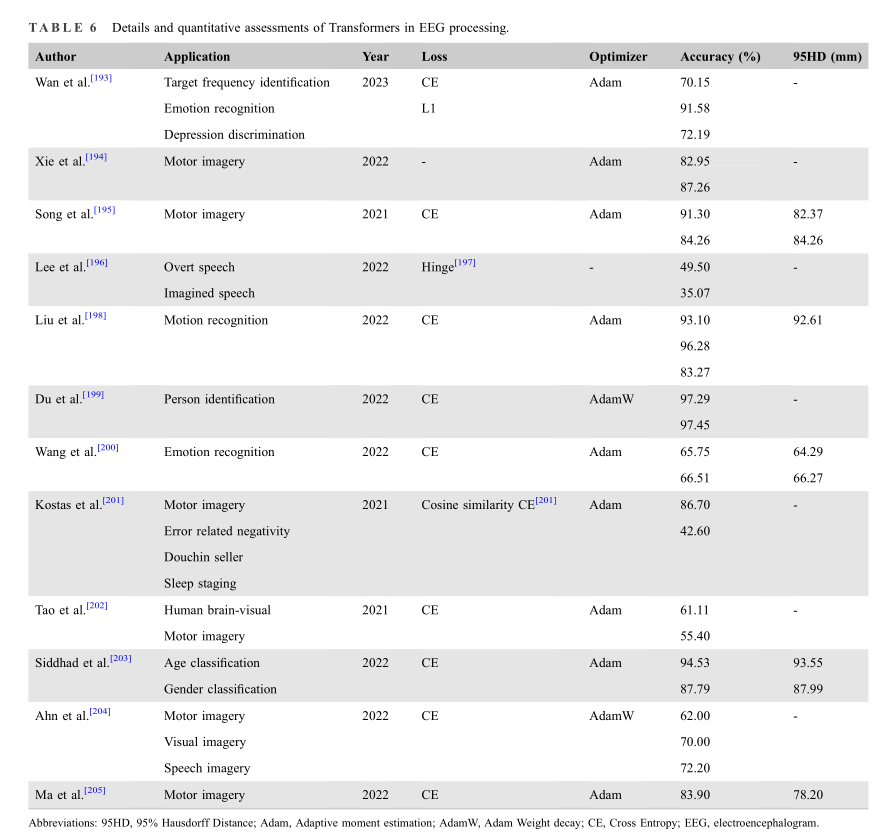 TABLE 6 Details and quantitative assessments of Transformers in EEG processing.
Author Application Year Loss Optimizer Accuracy (%) 95HD (mm)
Wan et al.[193] Target frequency identification 2023 CE Adam 70.15 -
Emotion recognition L1 91.58
Depression discrimination 72.19
Xie et al.[194] Motor imagery 2022 - Adam 82.95 -
87.26
Song et al.[195] Motor imagery 2021 CE Adam 91.30 82.37
84.26 84.26
Lee et al.[196] Overt speech 2022 Hinge[197] - 49.50 -
Imagined speech 35.07
Liu et al.[198] Motion recognition 2022 CE Adam 93.10 92.61
96.28
83.27
Du et al.[199] Person identification 2022 CE AdamW 97.29 -
97.45
Wang et al.[200] Emotion recognition 2022 CE Adam 65.75 64.29
66.51 66.27
Kostas et al.[201] Motor imagery 2021 Cosine similarity CE[201] Adam 86.70 -
Error related negativity 42.60
Douchin seller
Sleep staging
Tao et al.[202] Human brain-visual 2021 CE Adam 61.11 -
Motor imagery 55.40
Siddhad et al.[203] Age classification 2022 CE Adam 94.53 93.55
Gender classification 87.79 87.99
Ahn et al.[204] Motor imagery 2022 CE AdamW 62.00 -
Visual imagery 70.00
Speech imagery 72.20
Ma et al.[205] Motor imagery 2022 CE Adam 83.90 78.20
Abbreviations: 95HD, 95% Hausdorff Distance; Adam, Adaptive moment estimation; AdamW, Adam Weight decay; CE, Cross Entropy; EEG, electroencephalogram.